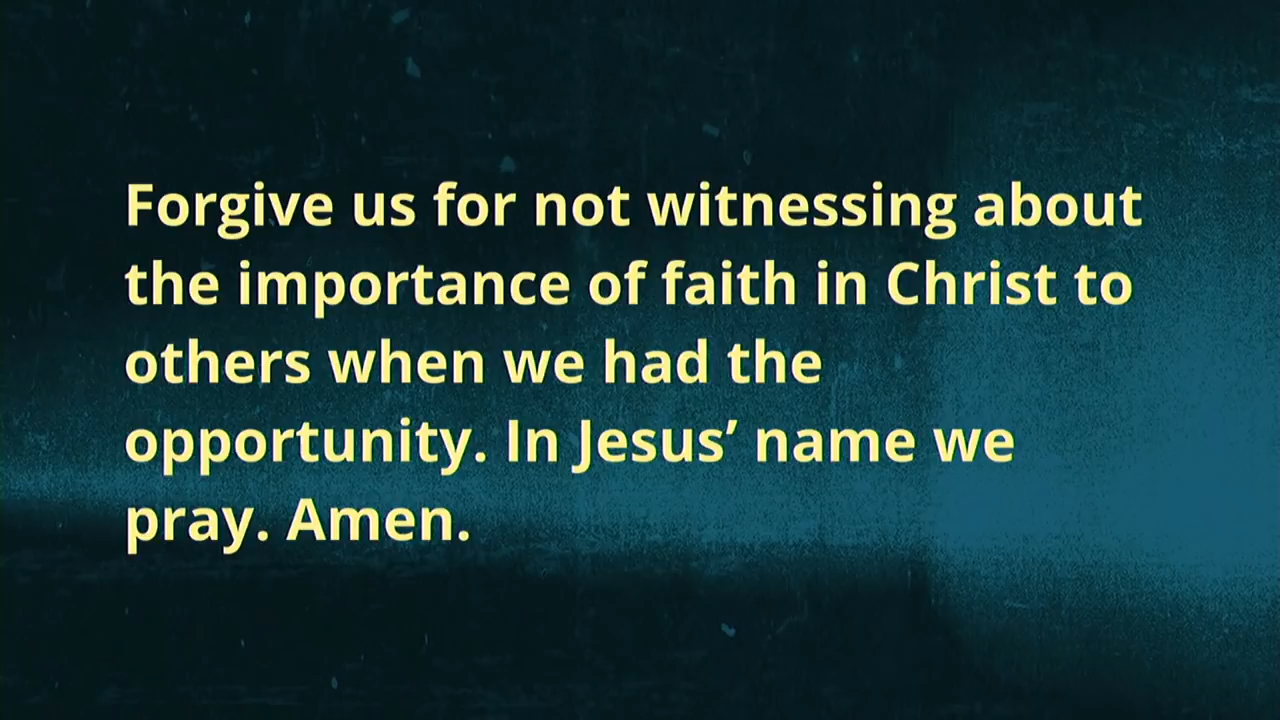 Forgive us for not witnessing about
the importance of faith in Christ to
others when we had the
opportunity. In Jesus’ name we
pray. Amen.